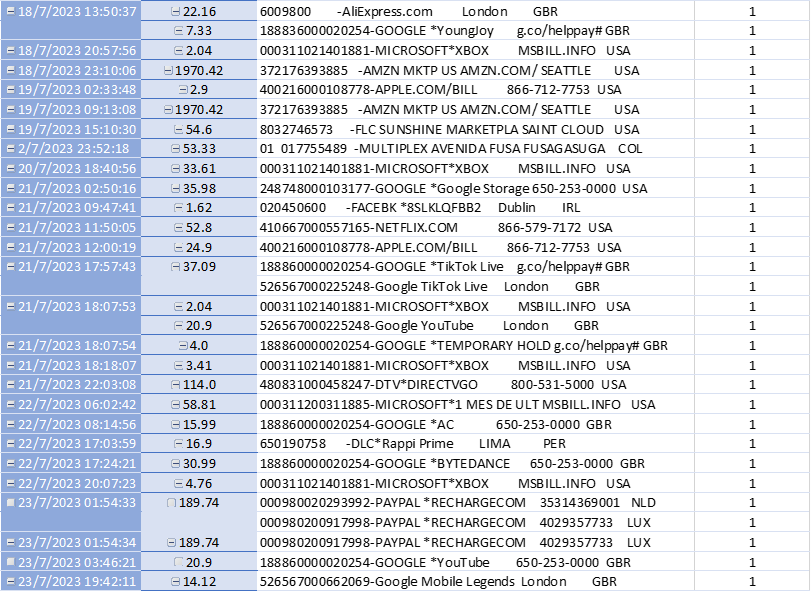 18/7/2023 13:50:37 22.16 6009800 -AliExpress.com London GBR 1
7.33 188836000020254-GOOGLE *YoungJoy g.co/helppay# GBR 1
18/7/2023 20:57:56 2.04 000311021401881-MICROSOFT*XBOX MSBILL.INFO USA 1
18/7/2023 23:10:06 1970.42 372176393885 -AMZN MKTP US AMZN.COM/ SEATTLE USA 1
19/7/2023 02:33:48 2.9 400216000108778-APPLE.COM/BILL 866-712-7753 USA 1
19/7/2023 09:13:08 1970.42 372176393885 -AMZN MKTP US AMZN.COM/ SEATTLE USA 1
19/7/2023 15:10:30 54.6 8032746573 -FLC SUNSHINE MARKETPLA SAINT CLOUD USA 1
2/7/2023 23:52:18 53.33 01 017755489 -MULTIPLEX AVENIDA FUSA FUSAGASUGA COL 1
20/7/2023 18:40:56 33.61 000311021401881-MICROSOFT*XBOX MSBILL.INFO USA 1
21/7/2023 02:50:16 35.98 248748000103177-GOOGLE *Google Storage 650-253-0000 USA 1
21/7/2023 09:47:41 1.62 020450600 -FACEBK *8SLKLQFBB2 Dublin IRL 1
21/7/2023 11:50:05 52.8 410667000557165-NETFLIX.COM 866-579-7172 USA 1
21/7/2023 12:00:19 24.9 400216000108778-APPLE.COM/BILL 866-712-7753 USA 1
21/7/2023 17:57:43 37.09 188860000020254-GOOGLE *TikTok Live g.co/helppay# GBR 1
526567000225248-Google TikTok Live London GBR 1
21/7/2023 18:07:53 2.04 000311021401881-MICROSOFT*XBOX MSBILL.INFO USA 1
20.9 526567000225248-Google YouTube London GBR 1
21/7/2023 18:07:54 4.0 188860000020254-GOOGLE *TEMPORARY HOLD g.co/helppay# GBR 1
21/7/2023 18:18:07 3.41 000311021401881-MICROSOFT*XBOX MSBILL.INFO USA 1
21/7/2023 22:03:08 114.0 480831000458247-DTV*DIRECTVGO 800-531-5000 USA 1
22/7/2023 06:02:42 58.81 000311200311885-MICROSOFT*1 MES DE ULT MSBILL.INFO USA 1
22/7/2023 08:14:56 15.99 188860000020254-GOOGLE *AC 650-253-0000 GBR 1
22/7/2023 17:03:59 16.9 650190758 -DLC*Rappi Prime LIMA PER 1
22/7/2023 17:24:21 30.99 188860000020254-GOOGLE *BYTEDANCE 650-253-0000 GBR 1
22/7/2023 20:07:23 4.76 000311021401881-MICROSOFT*XBOX MSBILL.INFO USA 1
23/7/2023 01:54:33 189.74 000980020293992-PAYPAL *RECHARGECOM 35314369001 NLD 1
000980200917998-PAYPAL *RECHARGECOM 4029357733 LUX 1
23/7/2023 01:54:34 189.74 000980200917998-PAYPAL *RECHARGECOM 4029357733 LUX 1
23/7/2023 03:46:21 20.9 188860000020254-GOOGLE *YouTube 650-253-0000 GBR 1
23/7/2023 19:42:11 14.12 526567000662069-Google Mobile Legends London GBR 1